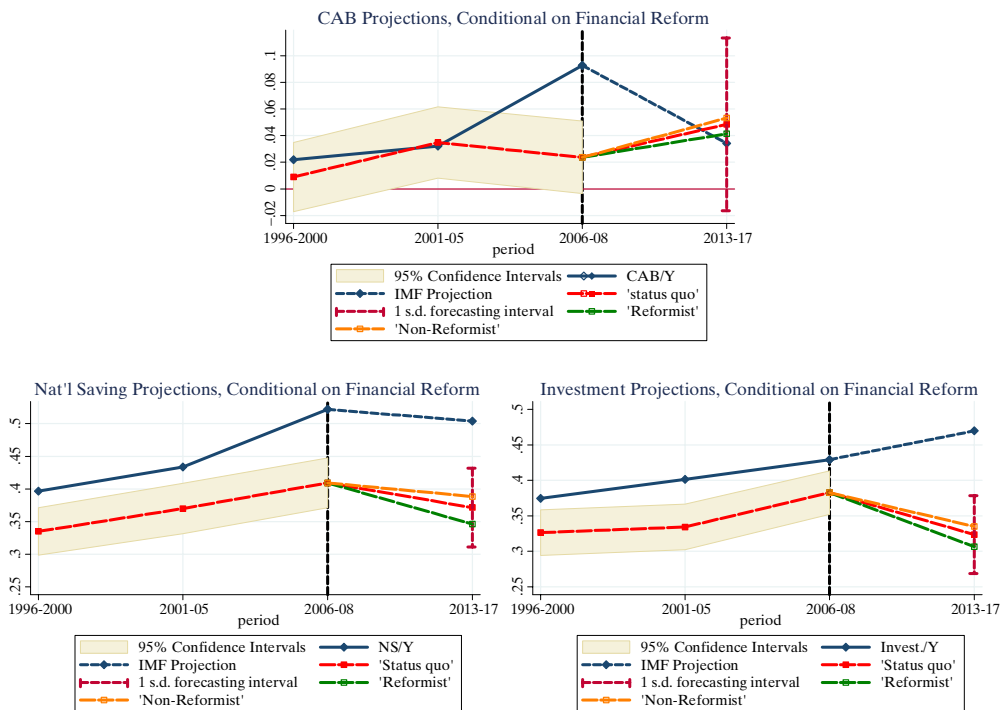 CAB Projections, Conditional on Financial Reform
.1
.08
.06
.04
.02
0
-.02
1996-2000 2001-05 2006-08 2013-17
period
95% Confidence Intervals CAB/Y
IMF Projection 'status quo'
1 s.d. forecasting interval 'Reformist'
'Non-Reformist'
Nat'l Saving Projections, Conditional on Financial Reform
.5
.45
.4
.35
.3
.25
1996-2000 2001-05 2006-08 2013-17
period
95% Confidence Intervals NS/Y
IMF Projection 'Status quo'
1 s.d. forecasting interval 'Reformist'
'Non-Reformist'
Investment Projections, Conditional on Financial Reform
.5
.45
.4
.35
.3
.25
1996-2000 2001-05 2006-08 2013-17
period
95% Confidence Intervals Invest./Y
IMF Projection 'Status quo'
1 s.d. forecasting interval 'Reformist'
'Non-Reformist'